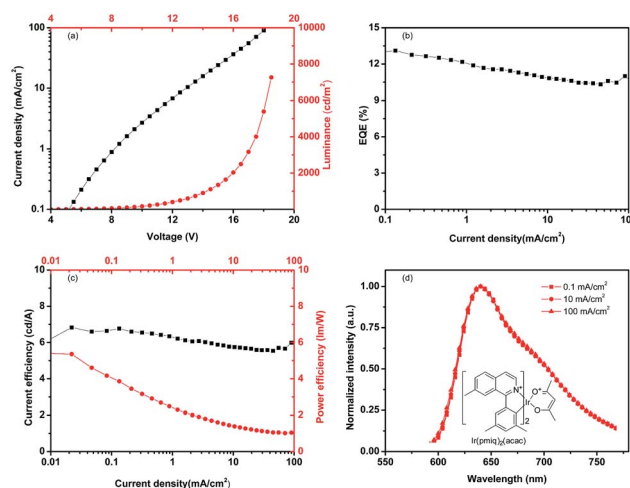 4 6 8 10 12 14 16 18 20
(a)
100
10
1
0.1
Current density (mA/cm²)
10000
8000
6000
4000
2000
Luminance (cd/m²)
4 8 12 16 20
Voltage (V)
(b)
15
12
9
6
3
0
EQE (%)
0.1 1 10 100
Current density(mA/cm²)
0.01 0.1 1 10 100
(c)
10
8
6
4
2
0
Current efficiency (cd/A)
10
8
6
4
2
0
Power efficiency (lm/W)
0.01 0.1 1 10 100
Current density(mA/cm²)
(d)
0.1 mA/cm²
10 mA/cm²
100 mA/cm²
1.00
0.75
0.50
0.25
0.00
Normalized intensity (a.u.)
N⁺
O⁺
Ir
O
2
Ir(pmiq)₂(acac)
550 600 650 700 750
Wavelength (nm)